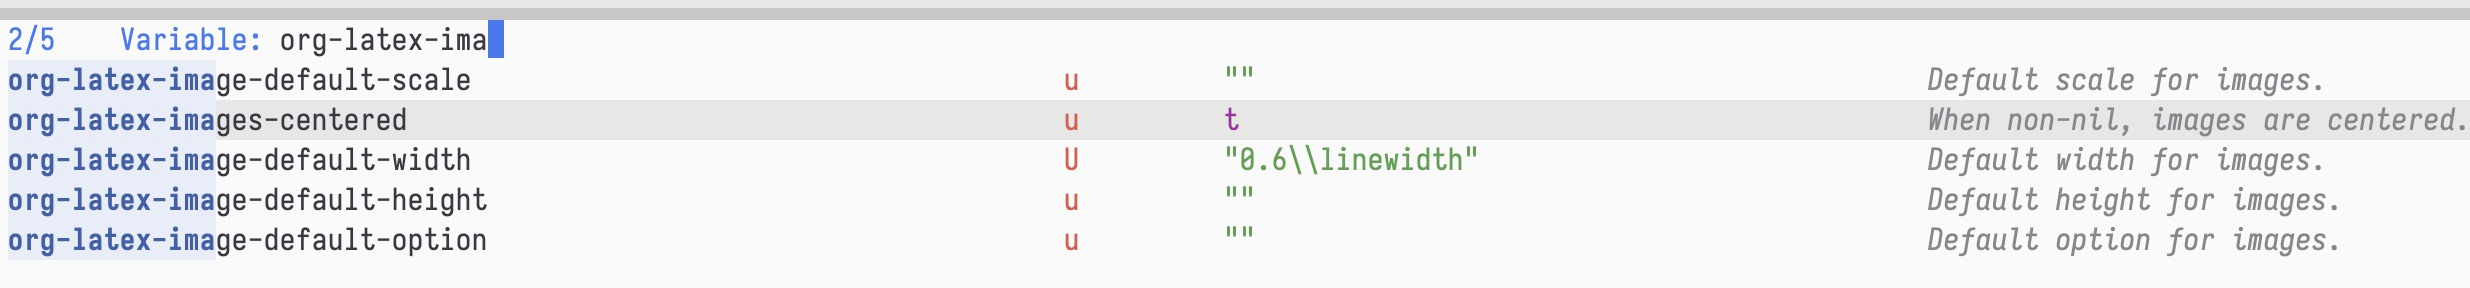 2/5 Variable: org-latex-ima
org-latex-image-default-scale u "" Default scale for images.
org-latex-images-centered u t When non-nil, images are centered.
org-latex-image-default-width U "0.6\\linewidth" Default width for images.
org-latex-image-default-height u "" Default height for images.
org-latex-image-default-option u "" Default option for images.